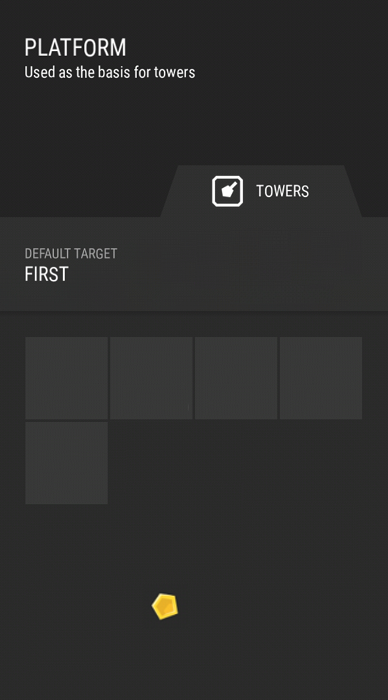 PLATFORM
Used as the basis for towers
TOWERS
DEFAULT TARGET
FIRST